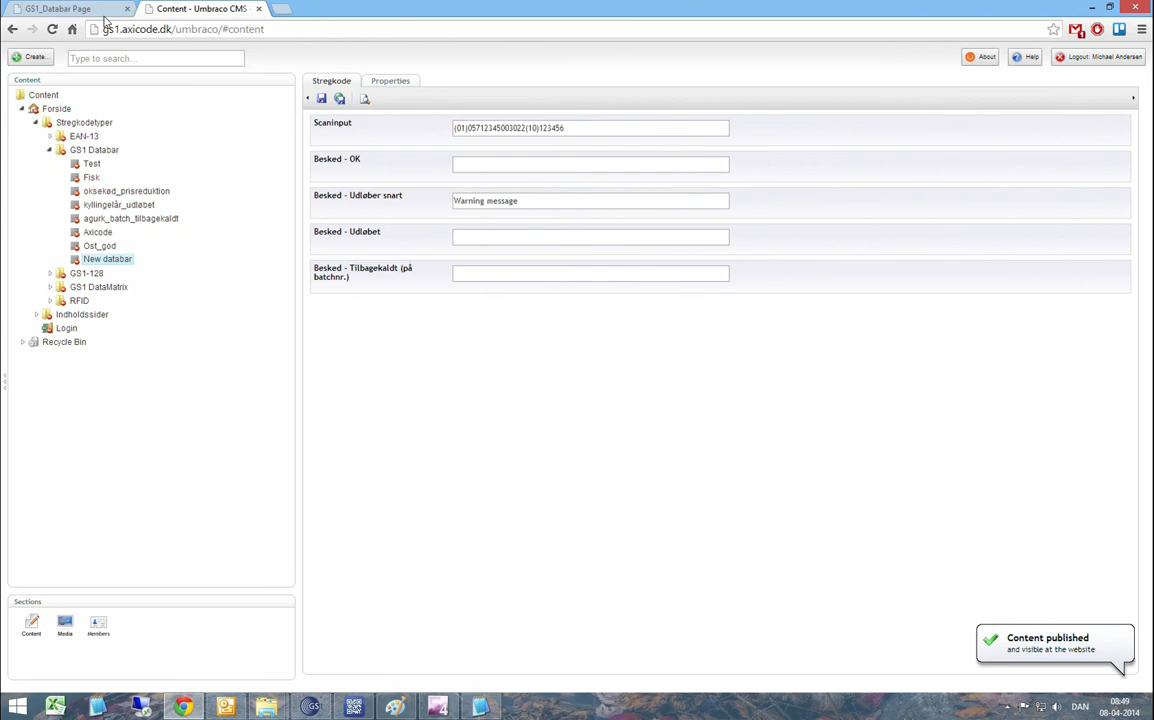 GS1_Databar Page
Content - Umbraco CMS
gs1.axicode.dk/umbraco/#content
Create...
Type to search...
About
Help
Logout: Michael Andersen
Content
Content
Forside
Stregkodetyper
EAN-13
GS1 Databar
Test
Fisk
oksekød_prisreduktion
kyllingelår_udløbet
agurk_batch_tilbagekaldt
Axicode
Ost_god
New databar
GS1-128
GS1 DataMatrix
RFID
Indholdssider
Login
Recycle Bin
Stregkode
Properties
Scaninput
(01)05712345003022(10)123456
Besked - OK
Besked - Udløber snart
Warning message
Besked - Udløbet
Besked - Tilbagekaldt (på
batchnr.)
Sections
Content
Media
Members
Content published
and visible at the website
DAN
08:49
08-04-2014